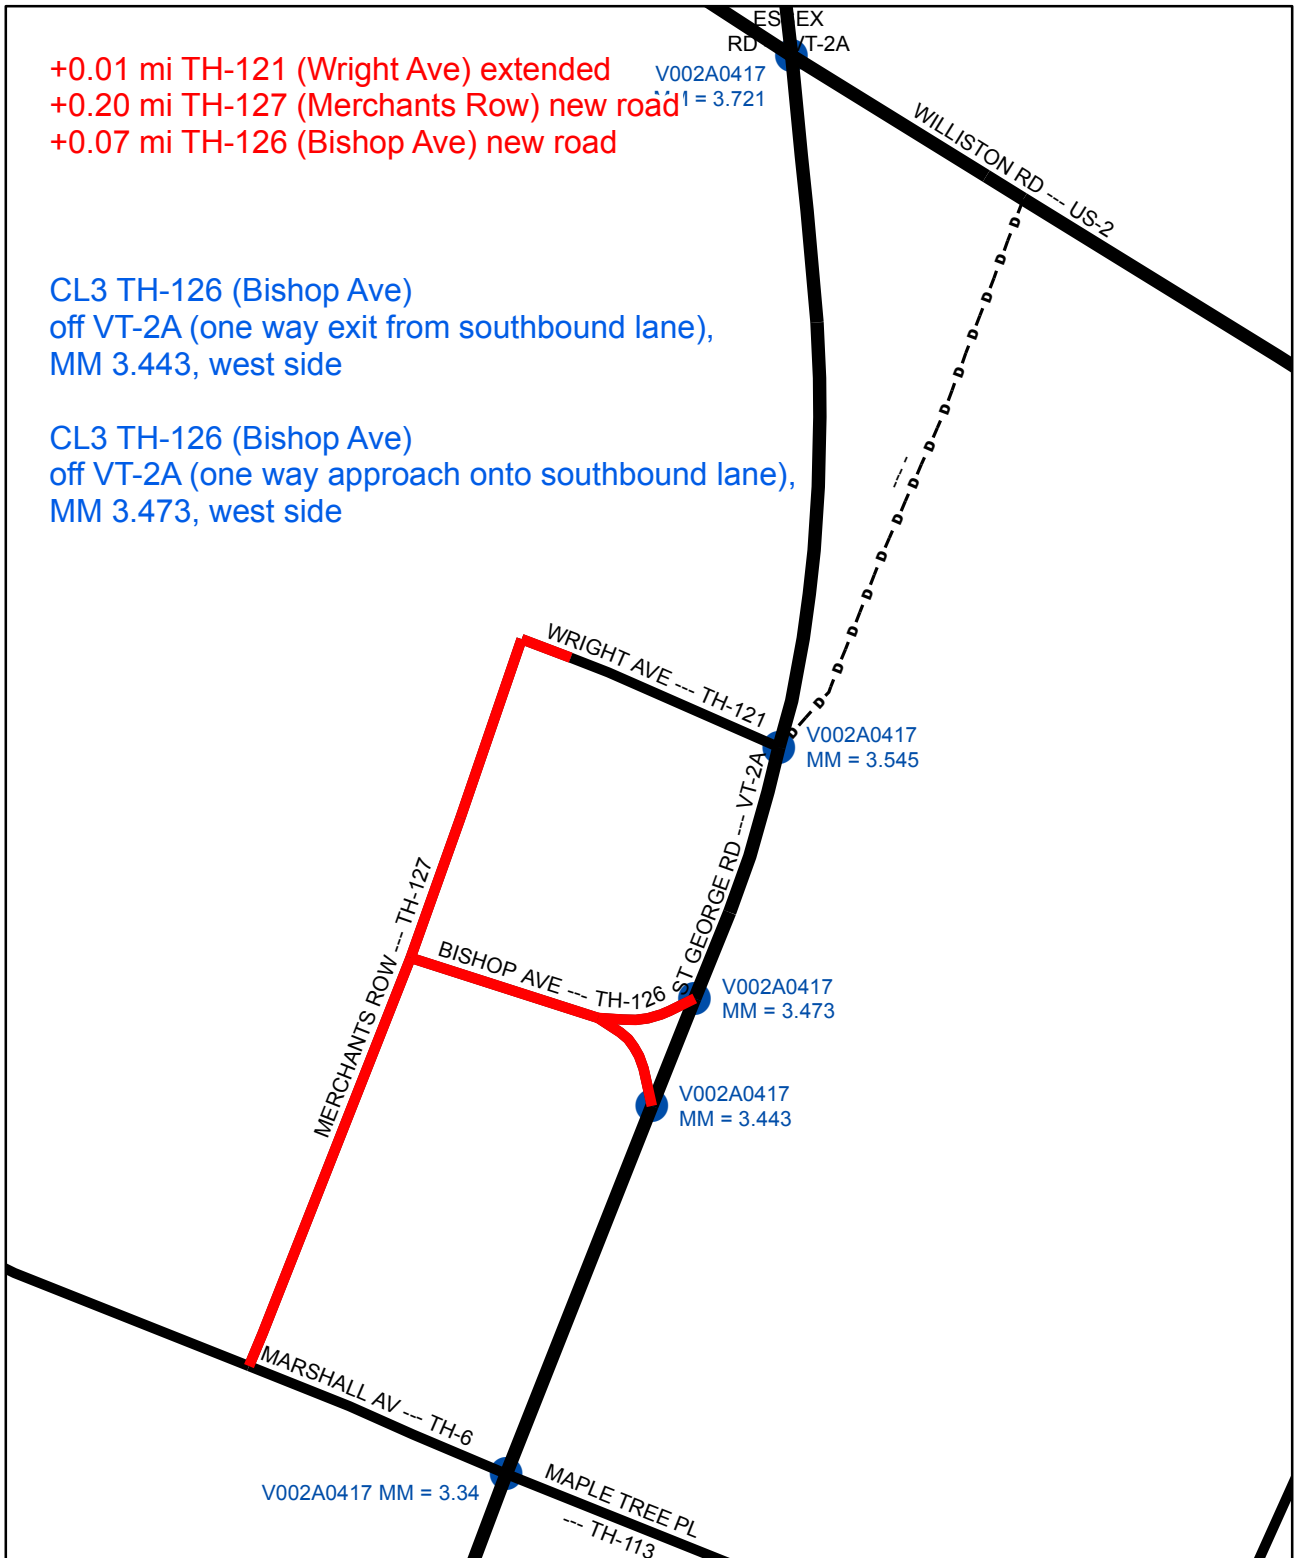 ESSEX
RD VT-2A
V002A0417
= 3.721
+0.01 mi TH-121 (Wright Ave) extended
+0.20 mi TH-127 (Merchants Row) new road
+0.07 mi TH-126 (Bishop Ave) new road
WILLISTON RD --- US-2
CL3 TH-126 (Bishop Ave)
off VT-2A (one way exit from southbound lane),
MM 3.443, west side
CL3 TH-126 (Bishop Ave)
off VT-2A (one way approach onto southbound lane),
MM 3.473, west side
----
D D D D D D D D D D D D D D D
WRIGHT AVE --- TH-121
V002A0417
MM = 3.545
ST GEORGE RD --- VT-2A
MERCHANTS ROW --- TH-127
BISHOP AVE --- TH-126
V002A0417
MM = 3.473
V002A0417
MM = 3.443
MARSHALL AV --- TH-6
V002A0417 MM = 3.34
MAPLE TREE PL
--- TH-113